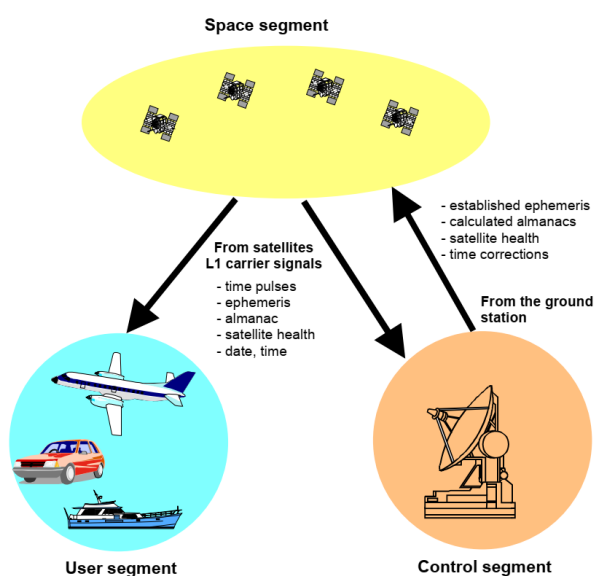 Space segment
- established ephemeris
- calculated almanacs
- satellite health
- time corrections
From satellites
L1 carrier signals
- time pulses
- ephemeris
- almanac
- satellite health
- date, time
From the ground
station
User segment
Control segment